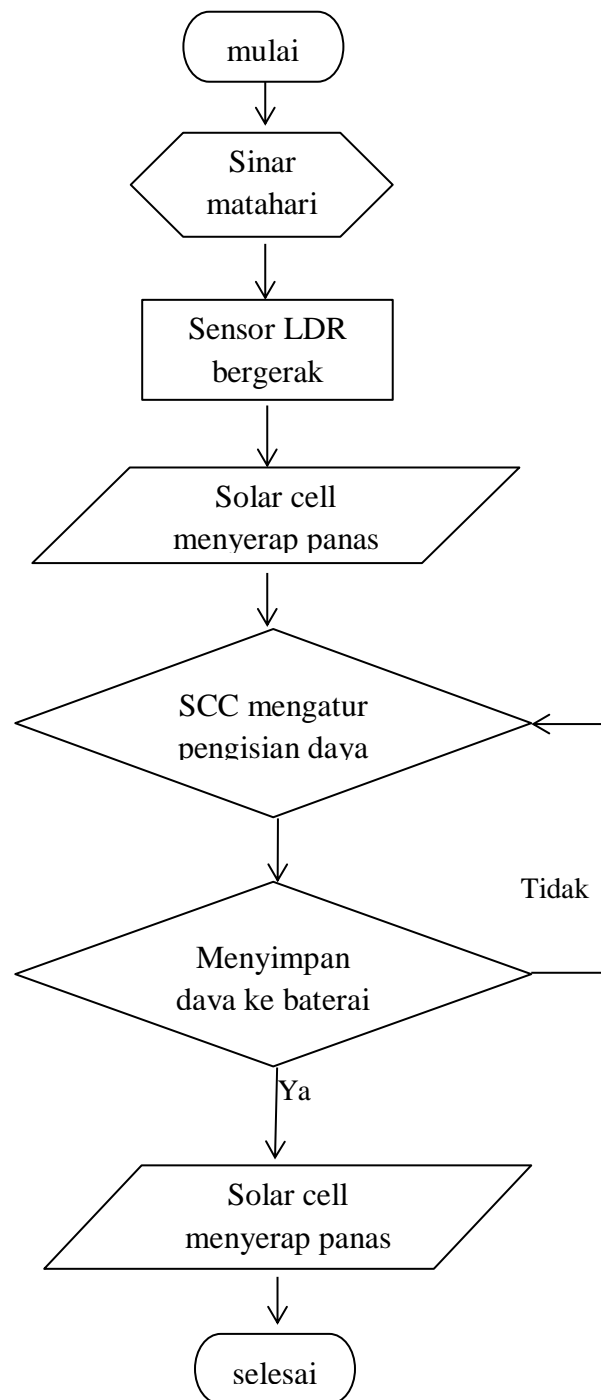 mulai
Sinar
matahari
Sensor LDR
bergerak
Solar cell
menyerap panas
SCC mengatur
pengisian daya
Tidak
Menyimpan
daya ke baterai
Ya
Solar cell
menyerap panas
selesai